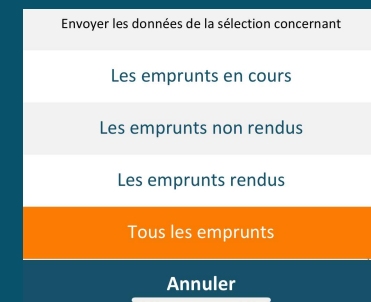 Envoyer les données de la sélection concernant
Les emprunts en cours
Les emprunts non rendus
Les emprunts rendus
Tous les emprunts
Annuler